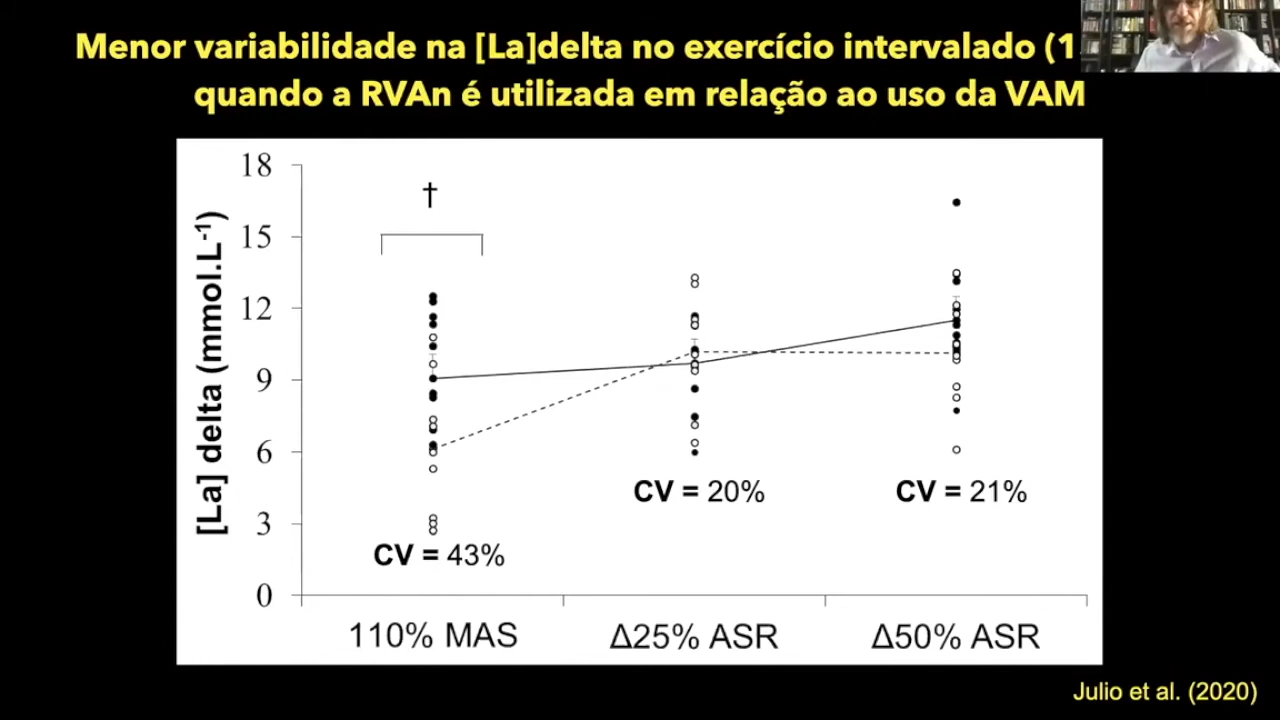 Menor variabilidade na [La]delta no exercício intervalado (1
quando a RVAn é utilizada em relação ao uso da VAM
18
†
15
12
9
6
3
0
[La] delta (mmol.L⁻¹)
CV = 43%
CV = 20%
CV = 21%
110% MAS
Δ25% ASR
Δ50% ASR
Julio et al. (2020)